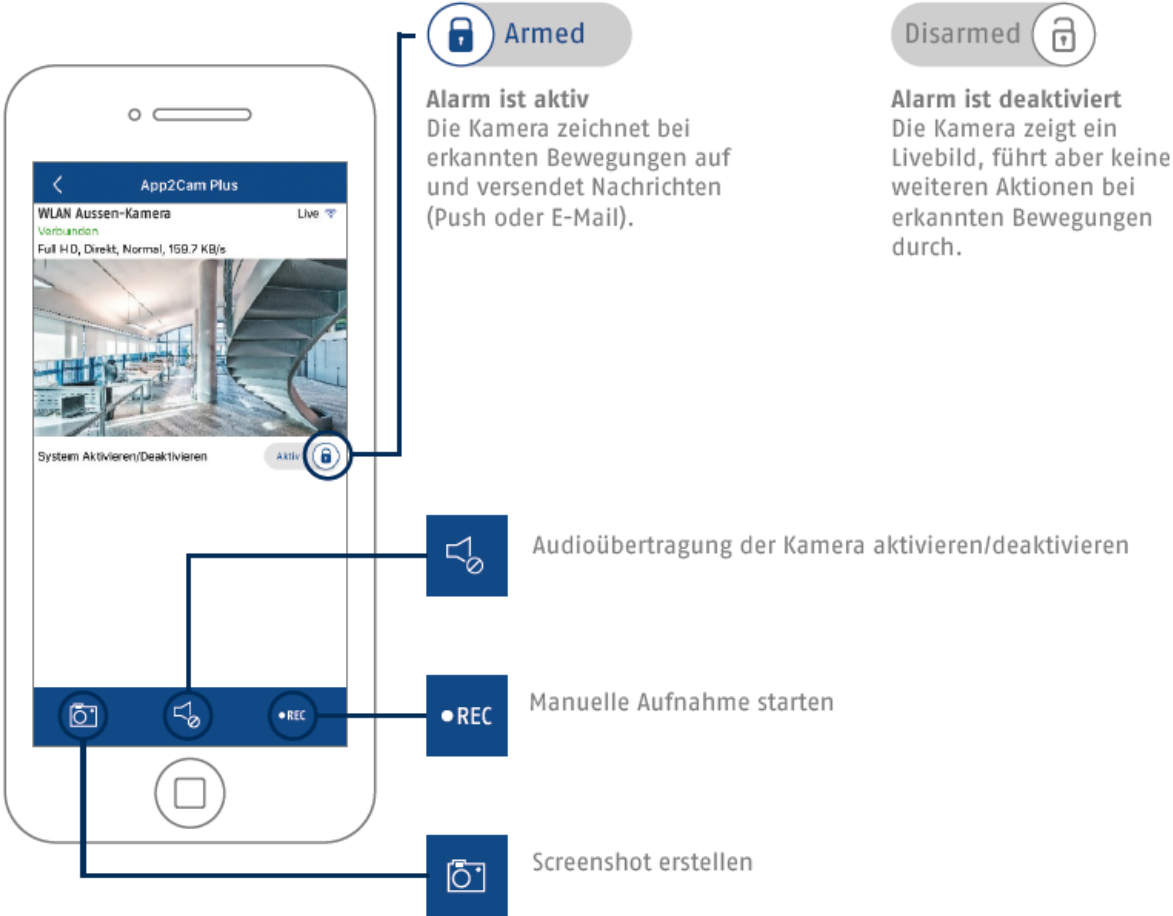 Armed
Alarm ist aktiv
Die Kamera zeichnet bei
erkannten Bewegungen auf
und versendet Nachrichten
(Push oder E-Mail).
Disarmed
Alarm ist deaktiviert
Die Kamera zeigt ein
Livebild, führt aber keine
weiteren Aktionen bei
erkannten Bewegungen
durch.
App2Cam Plus
WLAN Aussen-Kamera
Live
Verbunden
Full HD, Direkt, Normal, 159.7 KB/s
System Aktivieren/Deaktivieren
Aktiv
Audioübertragung der Kamera aktivieren/deaktivieren
REC
REC
Manuelle Aufnahme starten
Screenshot erstellen